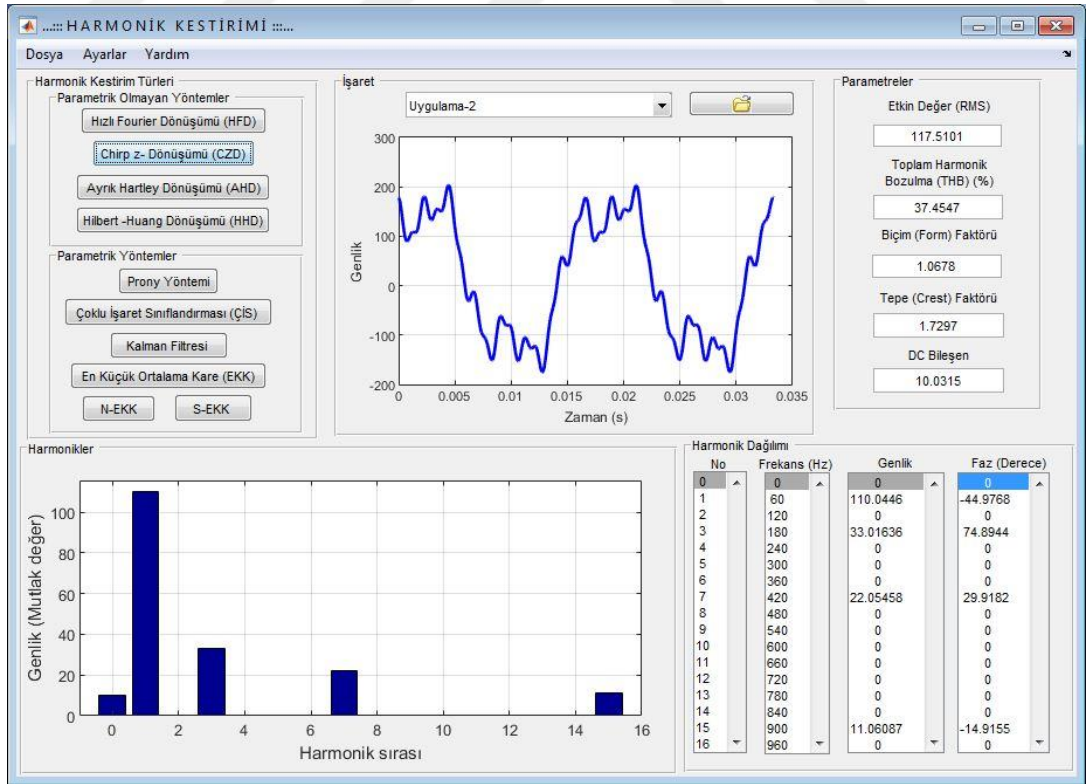 ...::: HARMONİK KESTİRİMİ :::...
Dosya Ayarlar Yardım
Harmonik Kestirim Türleri
Parametrik Olmayan Yöntemler
Hızlı Fourier Dönüşümü (HFD)
Chirp z- Dönüşümü (CZD)
Ayrık Hartley Dönüşümü (AHD)
Hilbert -Huang Dönüşümü (HHD)
Parametrik Yöntemler
Prony Yöntemi
Çoklu İşaret Sınıflandırması (ÇİS)
Kalman Filtresi
En Küçük Ortalama Kare (EKK)
N-EKK S-EKK
İşaret
Uygulama-2
300
200
100
0
-100
-200
Genlik
0 0.005 0.01 0.015 0.02 0.025 0.03 0.035
Zaman (s)
Parametreler
Etkin Değer (RMS)
117.5101
Toplam Harmonik
Bozulma (THB) (%)
37.4547
Biçim (Form) Faktörü
1.0678
Tepe (Crest) Faktörü
1.7297
DC Bileşen
10.0315
Harmonikler
Genlik (Mutlak değer)
100
80
60
40
20
0
0 2 4 6 8 10 12 14 16
Harmonik sırası
Harmonik Dağılımı
No Frekans (Hz) Genlik Faz (Derece)
0 0 0 0
1 60 110.0446 -44.9768
2 120 0 0
3 180 33.01636 74.8944
4 240 0 0
5 300 0 0
6 360 0 0
7 420 22.05458 29.9182
8 480 0 0
9 540 0 0
10 600 0 0
11 660 0 0
12 720 0 0
13 780 0 0
14 840 0 0
15 900 11.06087 -14.9155
16 960 0 0